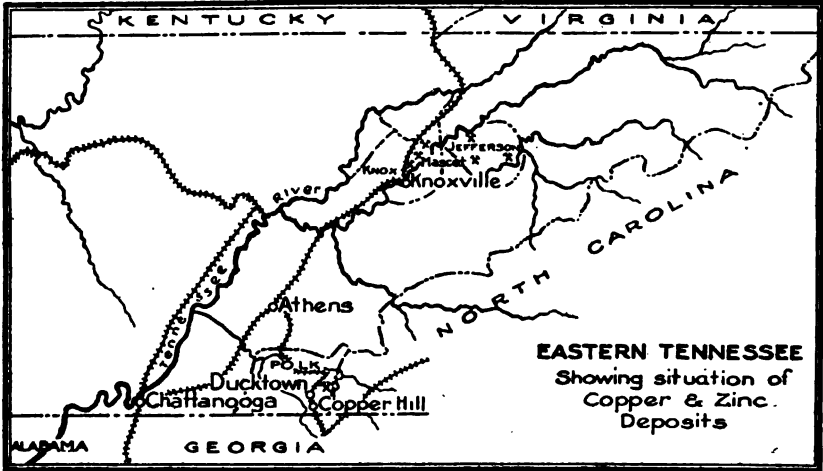 KENTUCKY
VIRGINIA
JEFFERSON
Mascot
KNOX
Knoxville
River
Tennessee
NORTH CAROLINA
Athens
POLK
Ducktown
Chattanooga
Copper Hill
ALABAMA
GEORGIA
EASTERN TENNESSEE
Showing situation of
Copper & Zinc.
Deposits